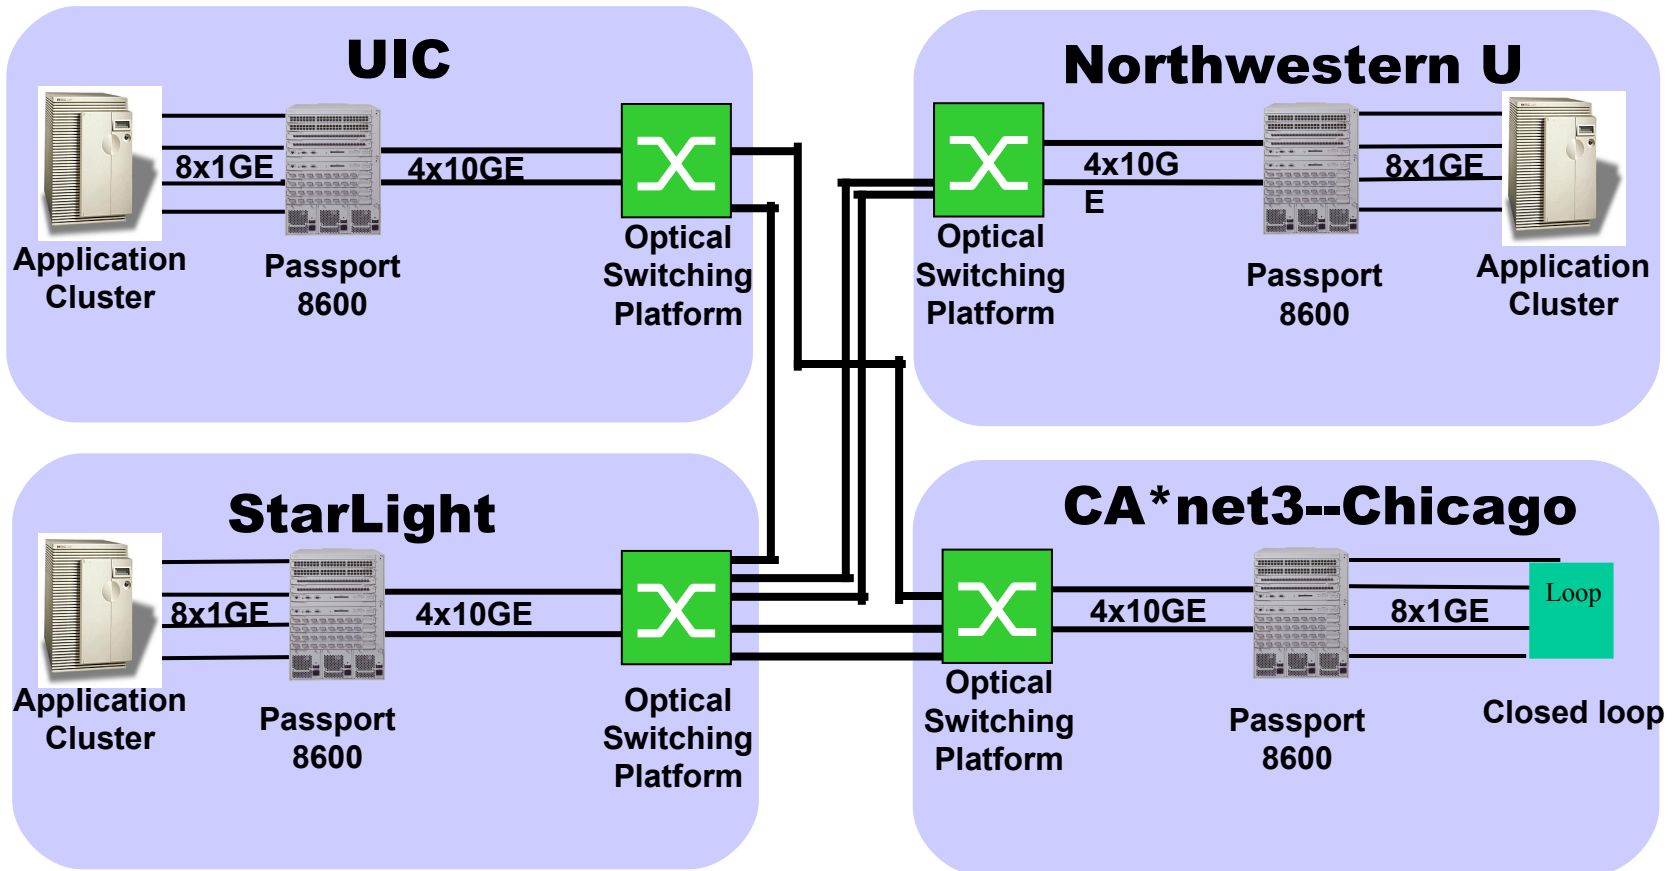 UIC
8x1GE
4x10GE
Application
Cluster
Passport
8600
Optical
Switching
Platform
Northwestern U
4x10G
E
8x1GE
Optical
Switching
Platform
Passport
8600
Application
Cluster
StarLight
8x1GE
4x10GE
Application
Cluster
Passport
8600
Optical
Switching
Platform
CA*net3--Chicago
4x10GE
8x1GE
Loop
Optical
Switching
Platform
Passport
8600
Closed loop